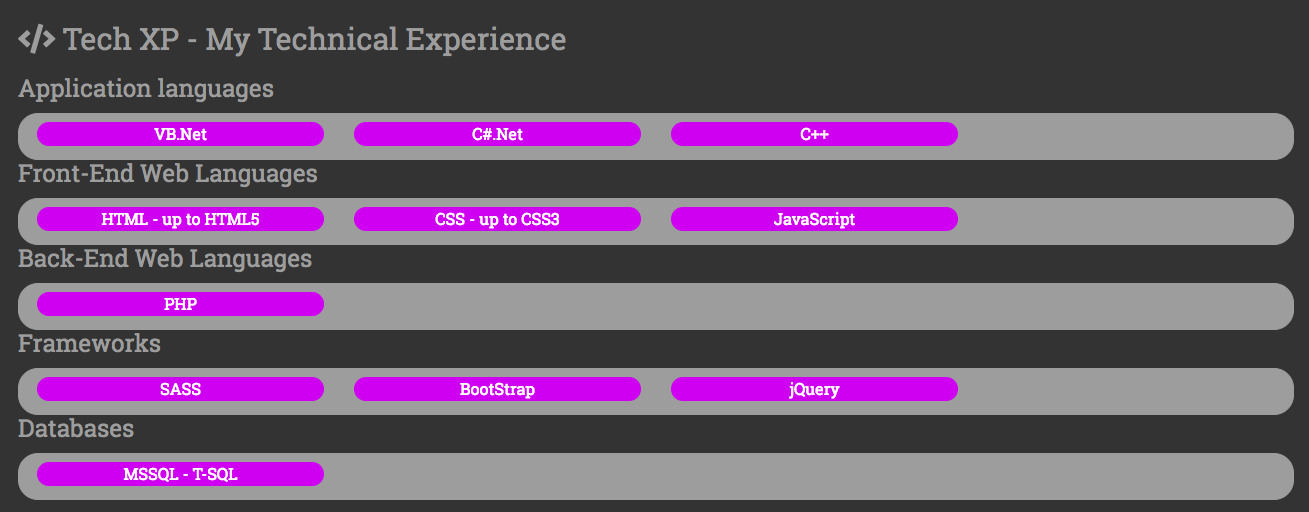 Tech XP - My Technical Experience
Application languages
VB.Net C#.Net C++
Front-End Web Languages
HTML - up to HTML5 CSS - up to CSS3 JavaScript
Back-End Web Languages
PHP
Frameworks
SASS BootStrap jQuery
Databases
MSSQL - T-SQL